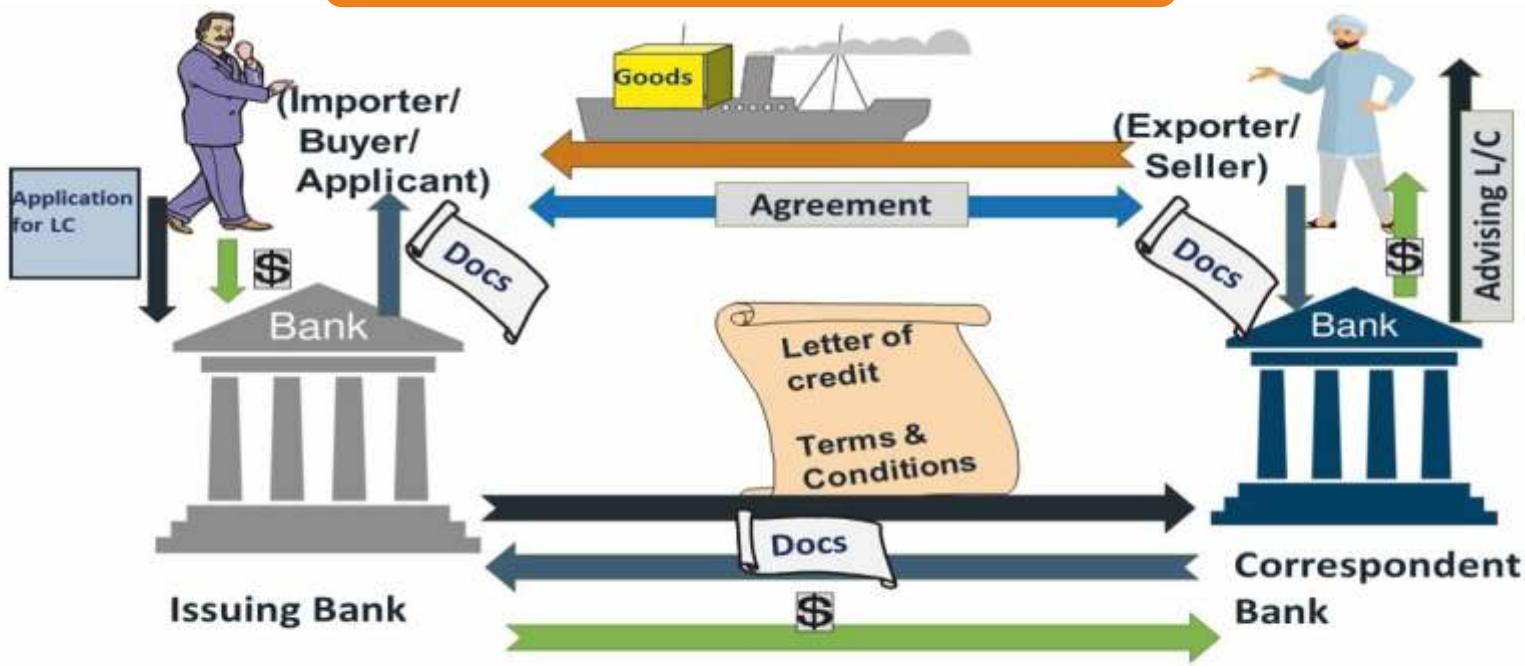 Goods
(Importer/
Buyer/
Applicant)
(Exporter/
Seller)
Application
for LC
Agreement
Advising L/C
$
Docs
Docs
$
Bank
Bank
Letter of
credit
Terms &
Conditions
Docs
Issuing Bank
$
Correspondent
Bank